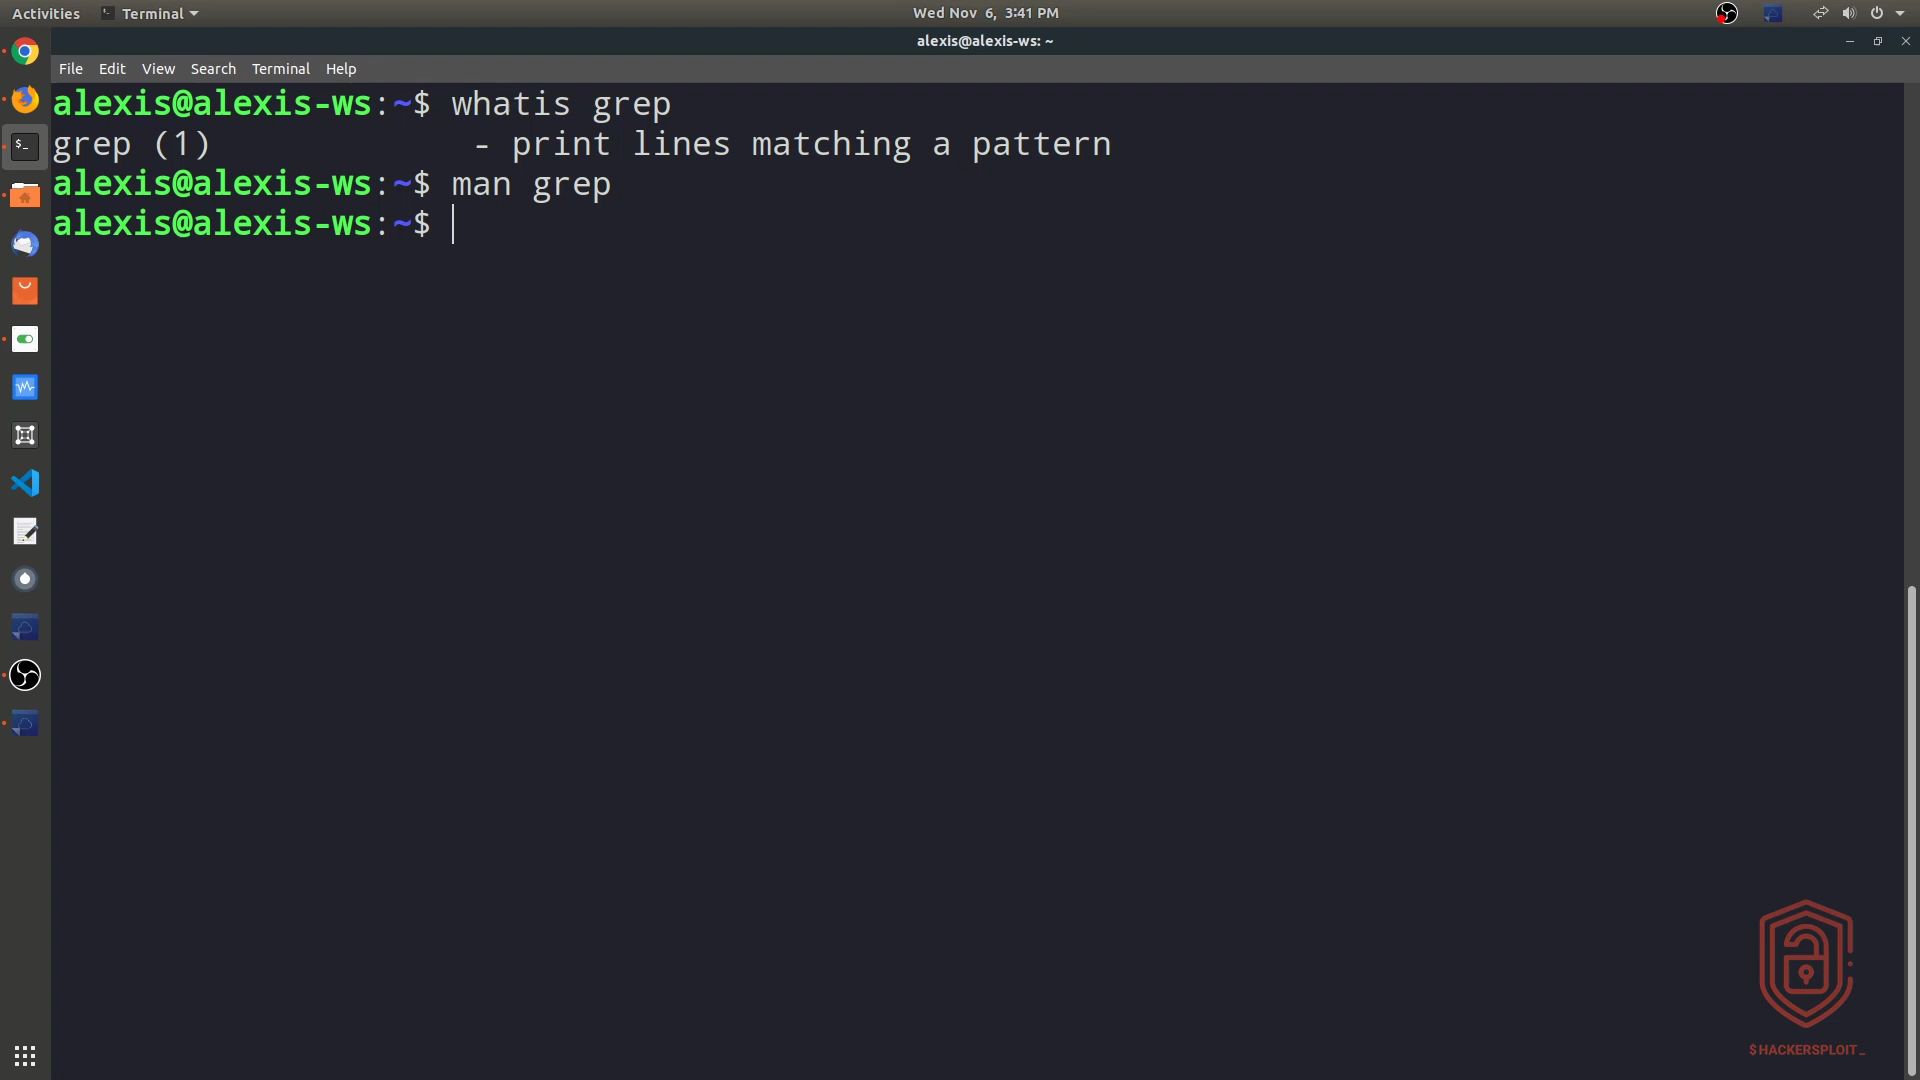 Activities Terminal Wed Nov 6, 3:41 PM
alexis@alexis-ws: ~
File Edit View Search Terminal Help
alexis@alexis-ws:~$ whatis grep
grep (1)             - print lines matching a pattern
alexis@alexis-ws:~$ man grep
alexis@alexis-ws:~$
$HACKERSPLOIT_